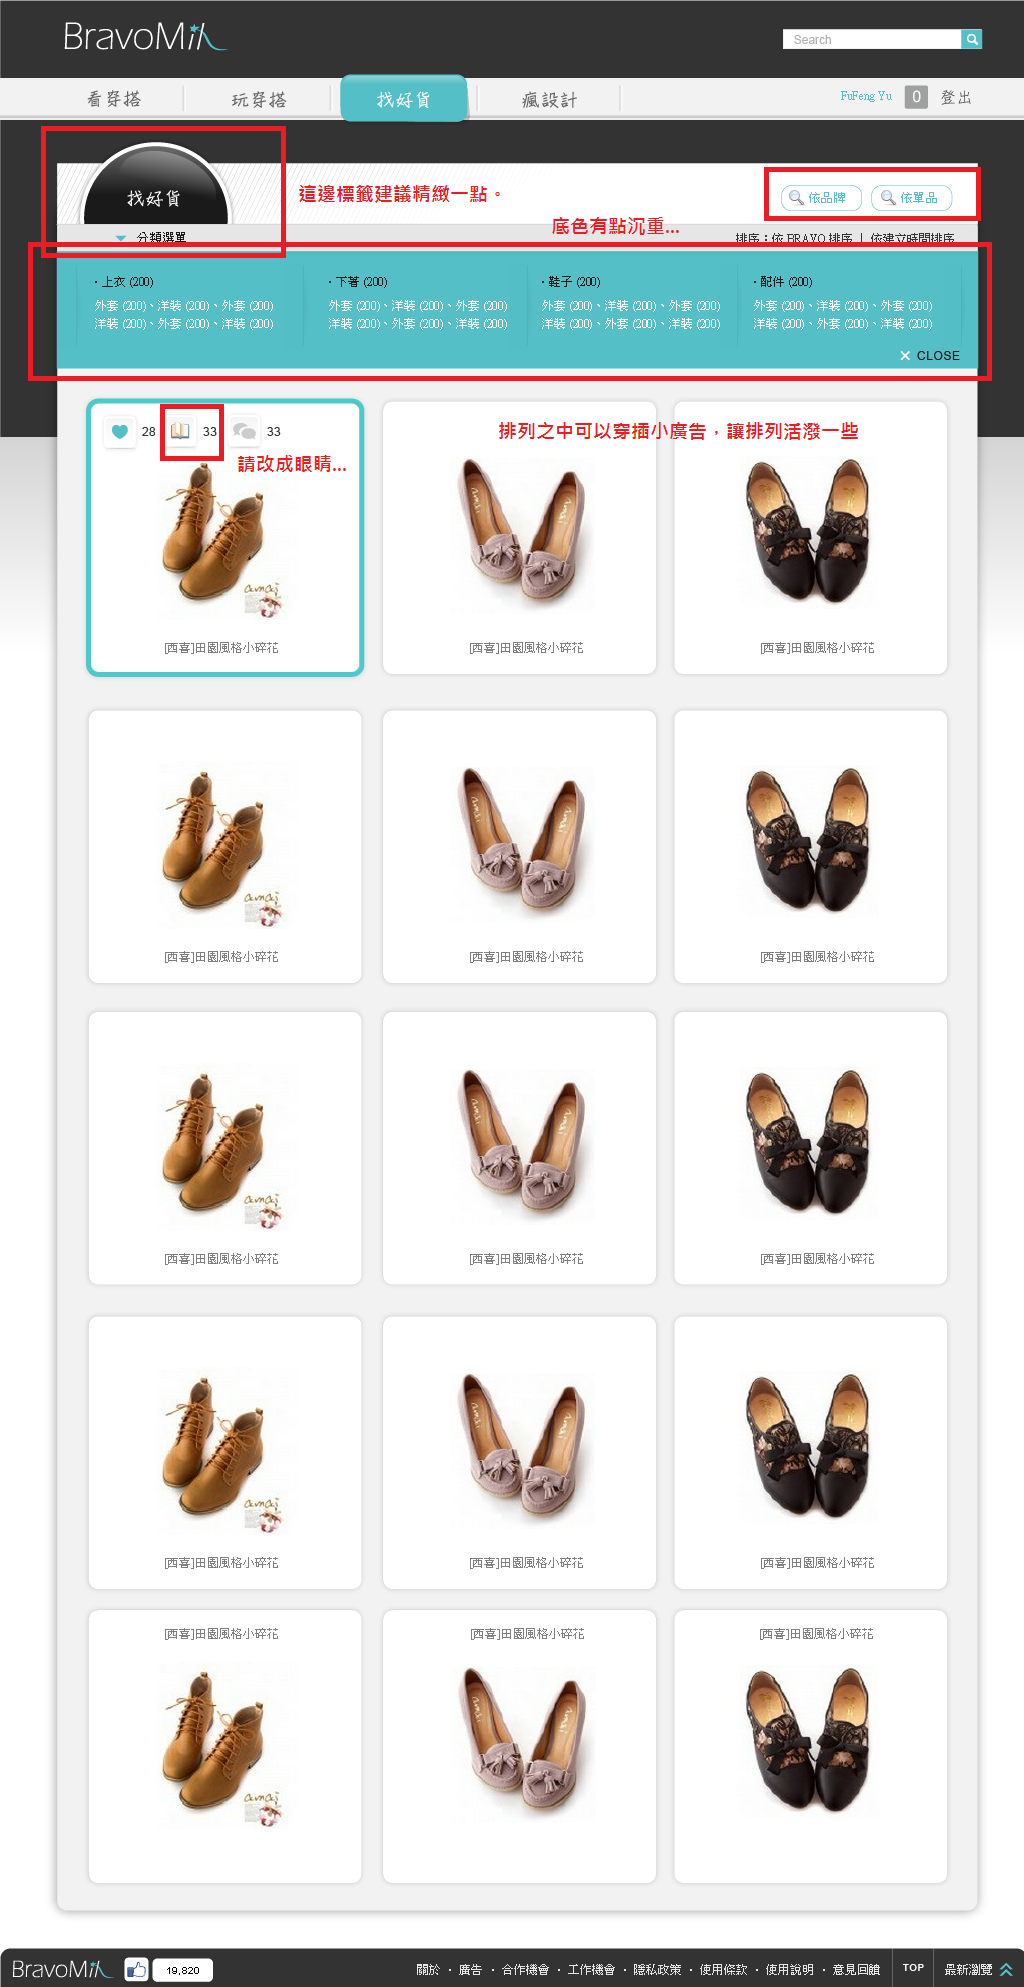 BravoMit
Search
看穿搭
玩穿搭
找好貨
瘋設計
FuFeng Yu
0
登出
找好貨
這邊標籤建議精緻一點。
依品牌
依單品
底色有點沉重...
分類選單
排序：依 BRAVO 排序 | 依建立時間排序
· 上衣 (200)
外套 (200)、洋裝 (200)、外套 (200)
洋裝 (200)、外套 (200)、洋裝 (200)
· 下著 (200)
外套 (200)、洋裝 (200)、外套 (200)
洋裝 (200)、外套 (200)、洋裝 (200)
· 鞋子 (200)
外套 (200)、洋裝 (200)、外套 (200)
洋裝 (200)、外套 (200)、洋裝 (200)
· 配件 (200)
外套 (200)、洋裝 (200)、外套 (200)
洋裝 (200)、外套 (200)、洋裝 (200)
× CLOSE
28
33
33
排列之中可以穿插小廣告，讓排列活潑一些
請改成眼睛...
amai
[西喜]田園風格小碎花
[西喜]田園風格小碎花
[西喜]田園風格小碎花
amai
[西喜]田園風格小碎花
[西喜]田園風格小碎花
[西喜]田園風格小碎花
amai
[西喜]田園風格小碎花
[西喜]田園風格小碎花
[西喜]田園風格小碎花
amai
[西喜]田園風格小碎花
[西喜]田園風格小碎花
[西喜]田園風格小碎花
[西喜]田園風格小碎花
[西喜]田園風格小碎花
[西喜]田園風格小碎花
amai
BravoMit
19,820
關於 · 廣告 · 合作機會 · 工作機會 · 隱私政策 · 使用條款 · 使用說明 · 意見回饋
TOP
最新瀏覽